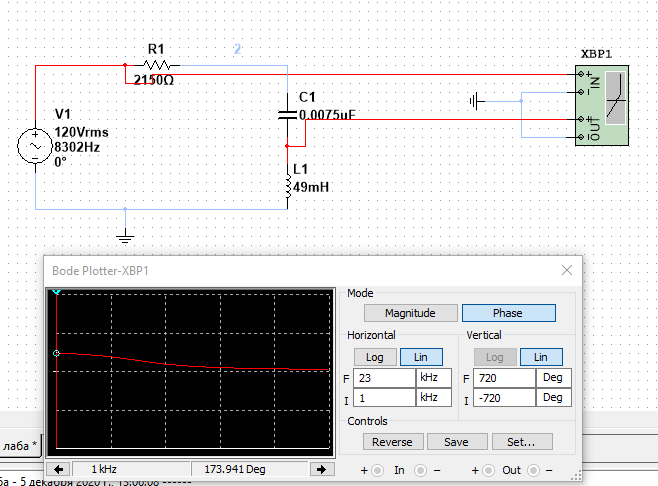 R1
2
2150Ω
XBP1
IN
OUT
C1
0.0075uF
V1
120Vrms
8302Hz
0°
L1
49mH
Bode Plotter-XBP1
Mode
Magnitude Phase
Horizontal Vertical
Log Lin Log Lin
F 23 kHz F 720 Deg
I 1 kHz I -720 Deg
Controls
Reverse Save Set...
1 kHz 173.941 Deg
+ In − + Out −
лаба *
ба - 5 декабря 2020 г., 13:06:08